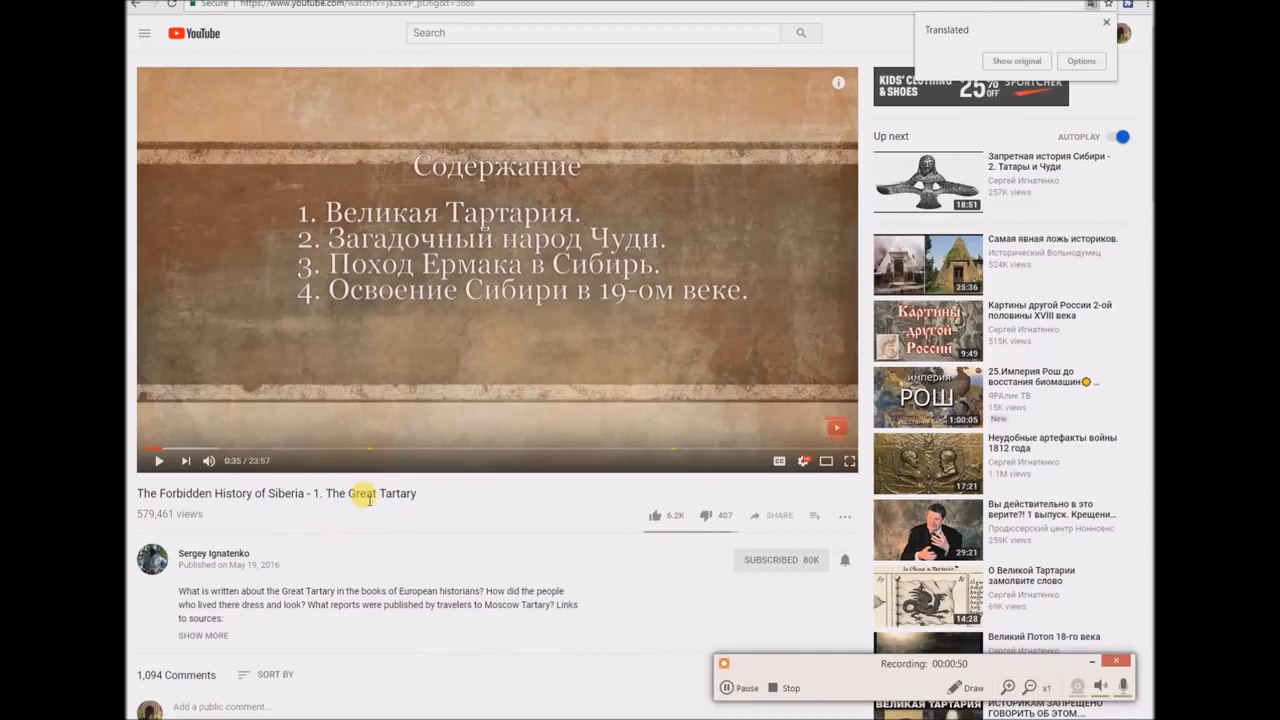 Secure
https://www.youtube.com/watch?v=jazkVP_pD6g&t=388s
YouTube
Search
Translated
Show original
Options
KIDS' CLOTHING
& SHOES
25%
OFF
SPORTCHEK
Содержание
1. Великая Тартария.
2. Загадочный народ Чуди.
3. Поход Ермака в Сибирь.
4. Освоение Сибири в 19-ом веке.
0:35 / 23:57
The Forbidden History of Siberia - 1. The Great Tartary
579,461 views
6.2K
407
SHARE
Sergey Ignatenko
Published on May 19, 2016
SUBSCRIBED 80K
What is written about the Great Tartary in the books of European historians? How did the people
who lived there dress and look? What reports were published by travelers to Moscow Tartary? Links
to sources:
SHOW MORE
1,094 Comments
SORT BY
Add a public comment...
Up next
AUTOPLAY
18:51
Запретная история Сибири -
2. Татары и Чуди
Сергей Игнатенко
257K views
25:36
Самая явная ложь историков.
Исторический Вольнодумец
524K views
Картины
другой
России
9:49
Картины другой России 2-ой
половины XVIII века
Сергей Игнатенко
515K views
империя
РОШ
1:00:05
25.Империя Рош до
восстания биомашин ...
ЯРАлик ТВ
15K views
New
17:21
Неудобные артефакты войны
1812 года
Сергей Игнатенко
1.1M views
29:21
Вы действительно в это
верите?! 1 выпуск. Крещени...
Продюсерский центр Ноннсенс
259K views
14:28
О Великой Тартарии
замолвите слово
Сергей Игнатенко
69K views
Великий Потоп 18-го века
Recording: 00:00:50
Pause
Stop
Draw
x1
ВЕЛИКАЯ ТАРТАРИЯ
ИСТОРИКАМ ЗАПРЕЩЕНО
ГОВОРИТЬ ОБ ЭТОМ....